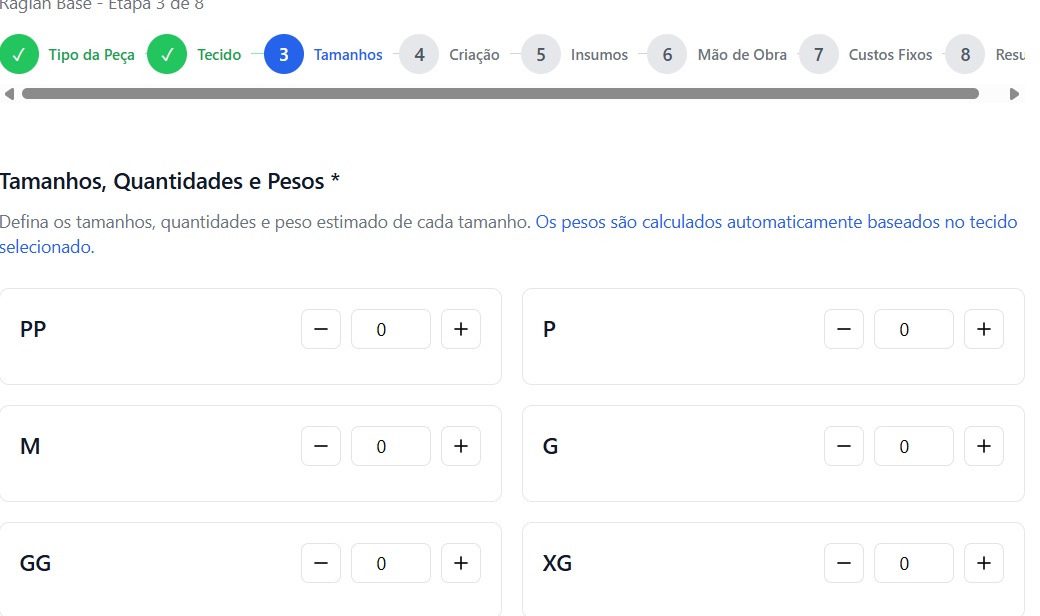 Raglan Base - Etapa 3 de 8
✓ Tipo da Peça ✓ Tecido 3 Tamanhos 4 Criação 5 Insumos 6 Mão de Obra 7 Custos Fixos 8 Resu
Tamanhos, Quantidades e Pesos *
Defina os tamanhos, quantidades e peso estimado de cada tamanho. Os pesos são calculados automaticamente baseados no tecido
selecionado.
PP − 0 + P − 0 +
M − 0 + G − 0 +
GG − 0 + XG − 0 +